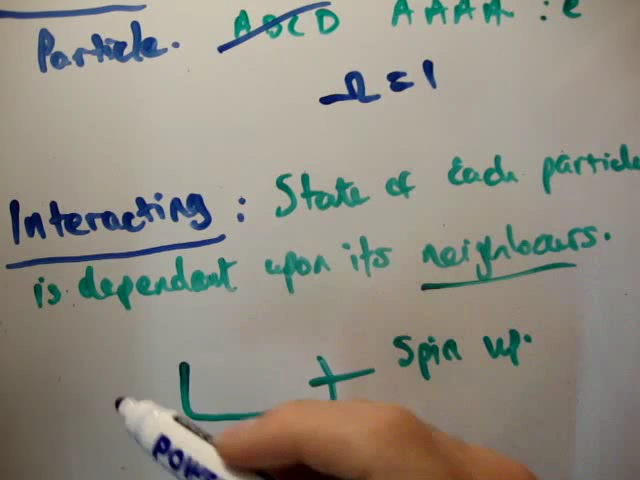 Particle. ABCD AAAA : e
Ω = 1
Interacting : State of each particle
is dependent upon its neighbours.
Spin up.